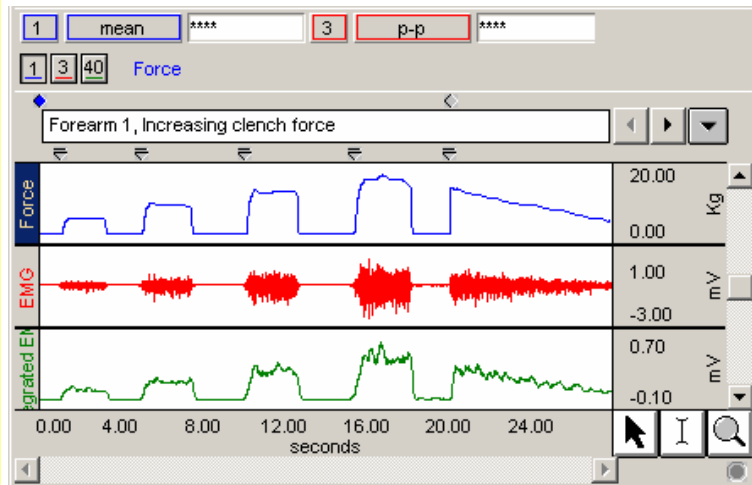 1 mean **** 3 p-p ****
1 3 40 Force
Forearm 1, Increasing clench force
Force
20.00
0.00
Kg
EMG
1.00
-3.00
mV
egrated EM
0.70
-0.10
mV
0.00 4.00 8.00 12.00 16.00 20.00 24.00
seconds